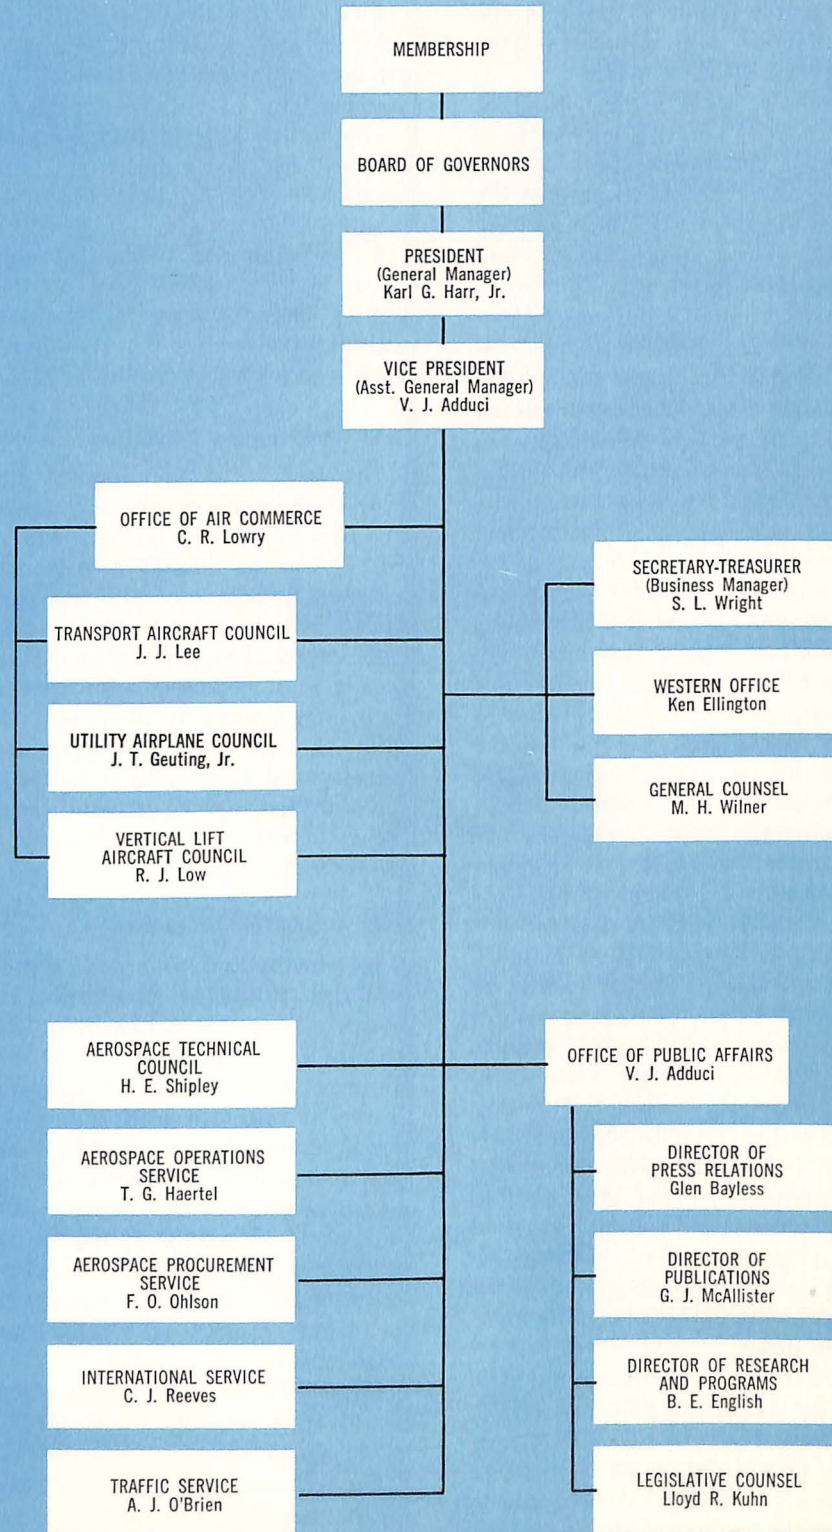 MEMBERSHIP
BOARD OF GOVERNORS
PRESIDENT
(General Manager)
Karl G. Harr, Jr.
VICE PRESIDENT
(Asst. General Manager)
V. J. Adduci
OFFICE OF AIR COMMERCE
C. R. Lowry
TRANSPORT AIRCRAFT COUNCIL
J. J. Lee
UTILITY AIRPLANE COUNCIL
J. T. Geuting, Jr.
VERTICAL LIFT
AIRCRAFT COUNCIL
R. J. Low
SECRETARY-TREASURER
(Business Manager)
S. L. Wright
WESTERN OFFICE
Ken Ellington
GENERAL COUNSEL
M. H. Wilner
AEROSPACE TECHNICAL
COUNCIL
H. E. Shipley
AEROSPACE OPERATIONS
SERVICE
T. G. Haertel
AEROSPACE PROCUREMENT
SERVICE
F. O. Ohlson
INTERNATIONAL SERVICE
C. J. Reeves
TRAFFIC SERVICE
A. J. O'Brien
OFFICE OF PUBLIC AFFAIRS
V. J. Adduci
DIRECTOR OF
PRESS RELATIONS
Glen Bayless
DIRECTOR OF
PUBLICATIONS
G. J. McAllister
DIRECTOR OF RESEARCH
AND PROGRAMS
B. E. English
LEGISLATIVE COUNSEL
Lloyd R. Kuhn